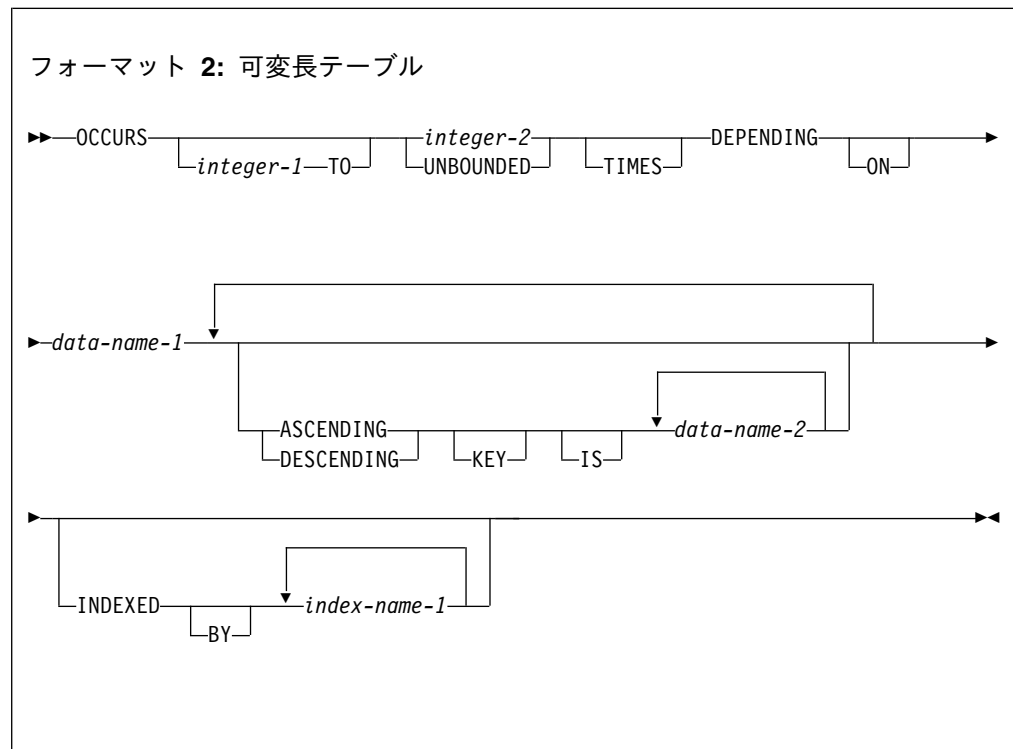 フォーマット 2: 可変長テーブル
OCCURS integer-2 DEPENDING
integer-1 TO UNBOUNDED TIMES ON
data-name-1
ASCENDING data-name-2
DESCENDING KEY IS
INDEXED index-name-1
BY